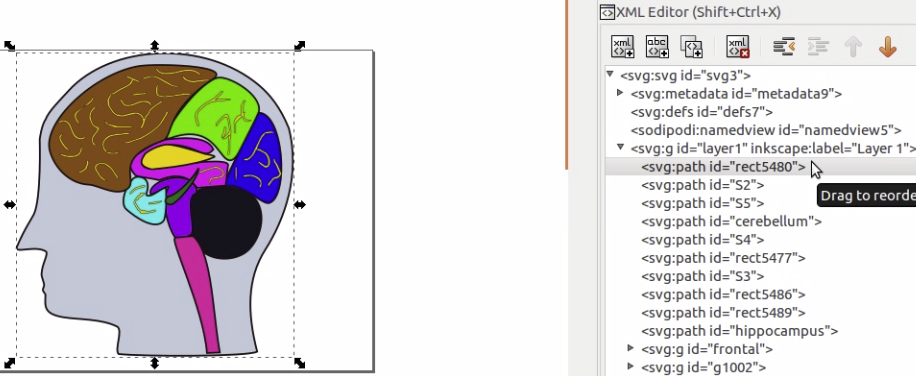 XML Editor (Shift+Ctrl+X)
xml abc xml
<svg:svg id="svg3">
<svg:metadata id="metadata9">
<svg:defs id="defs7">
<sodipodi:namedview id="namedview5">
<svg:g id="layer1" inkscape:label="Layer 1">
<svg:path id="rect5480">
<svg:path id="S2">
Drag to reorde
<svg:path id="S5">
<svg:path id="cerebellum">
<svg:path id="S4">
<svg:path id="rect5477">
<svg:path id="S3">
<svg:path id="rect5486">
<svg:path id="rect5489">
<svg:path id="hippocampus">
<svg:g id="frontal">
<svg:g id="g1002">